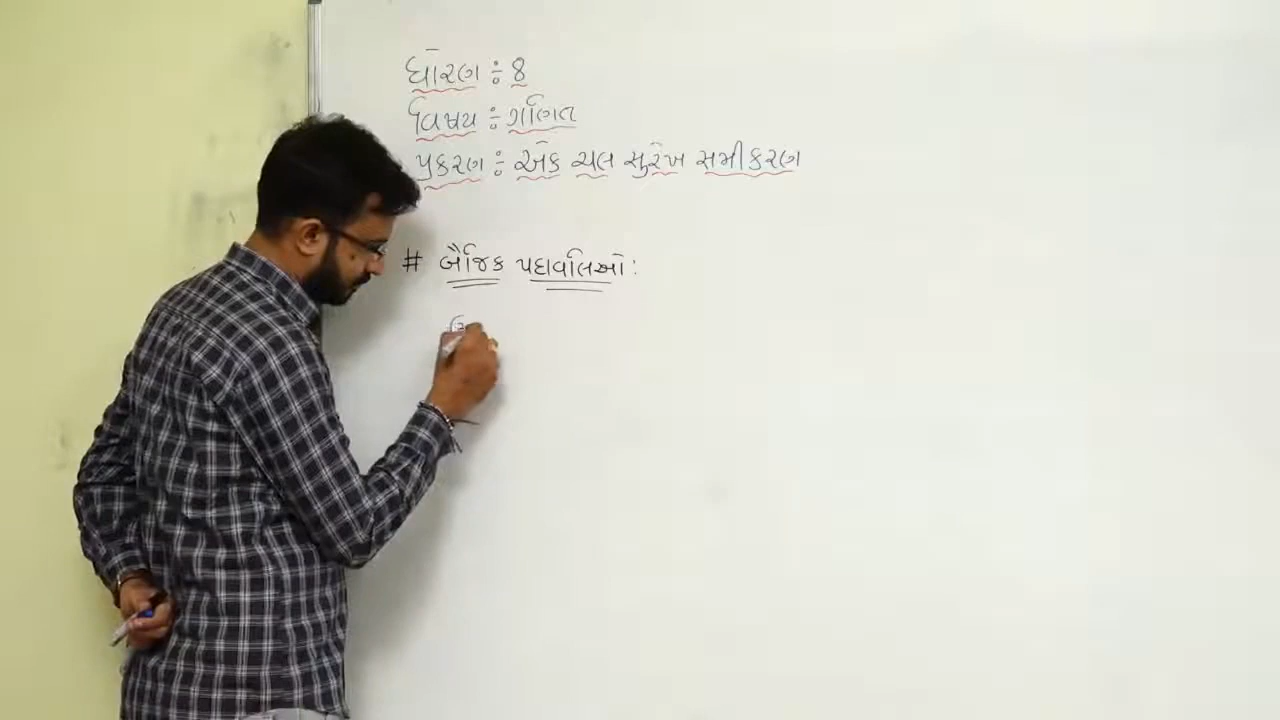 ધોરણ ÷ 8
વિષય ÷ ગણિત
પ્રકરણ ÷ એક ચલ સુરેખ સમીકરણ
# બૈજિક પદાવલિઓ :